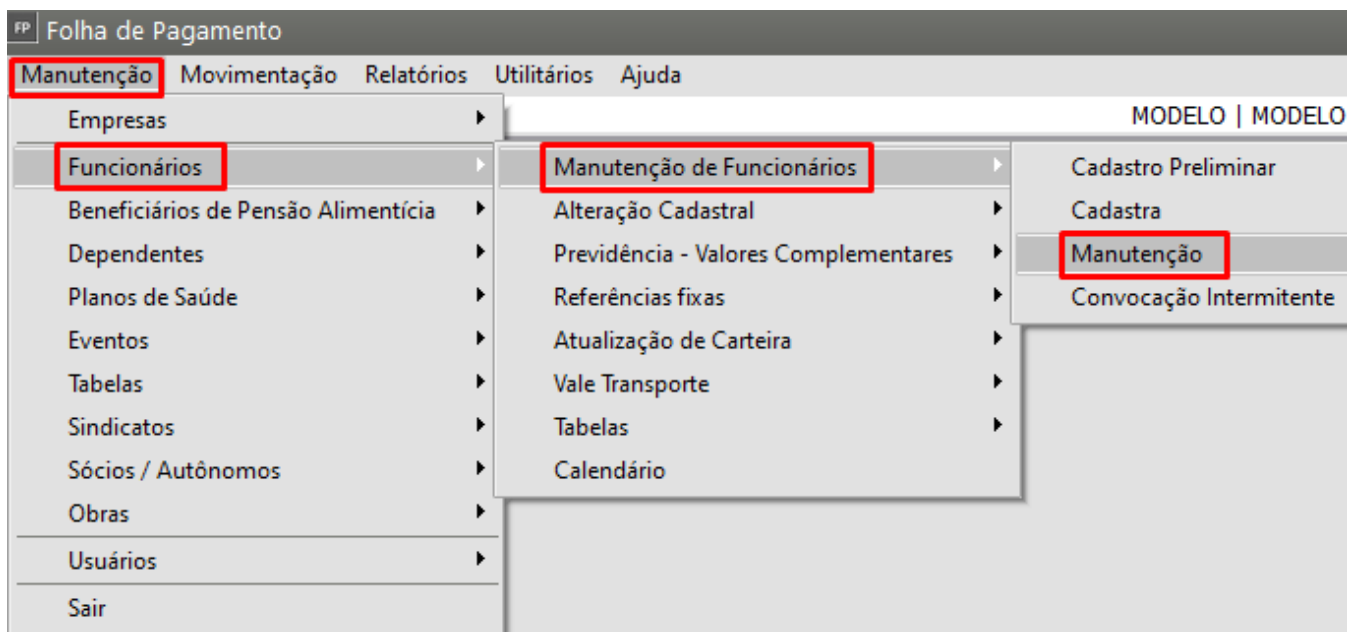 FP Folha de Pagamento
Manutenção Movimentação Relatórios Utilitários Ajuda
MODELO | MODELO
Empresas
Funcionários
Beneficiários de Pensão Alimentícia
Dependentes
Planos de Saúde
Eventos
Tabelas
Sindicatos
Sócios / Autônomos
Obras
Usuários
Sair
Manutenção de Funcionários
Alteração Cadastral
Previdência - Valores Complementares
Referências fixas
Atualização de Carteira
Vale Transporte
Tabelas
Calendário
Cadastro Preliminar
Cadastra
Manutenção
Convocação Intermitente